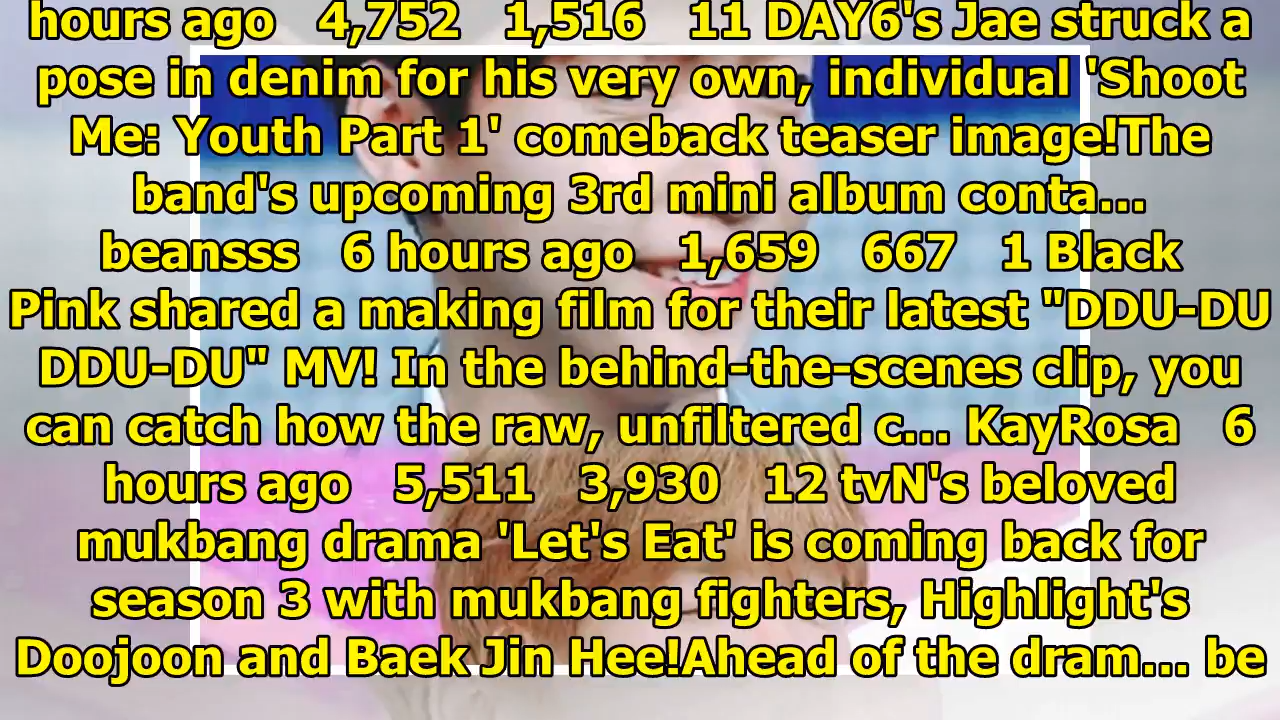 hours ago 4,752 1,516 11 DAY6's Jae struck a
pose in denim for his very own, individual 'Shoot
Me: Youth Part 1' comeback teaser image!The
band's upcoming 3rd mini album conta...
beansss 6 hours ago 1,659 667 1 Black
Pink shared a making film for their latest "DDU-DU
DDU-DU" MV! In the behind-the-scenes clip, you
can catch how the raw, unfiltered c... KayRosa 6
hours ago 5,511 3,930 12 tvN's beloved
mukbang drama 'Let's Eat' is coming back for
season 3 with mukbang fighters, Highlight's
Doojoon and Baek Jin Hee!Ahead of the dram... be